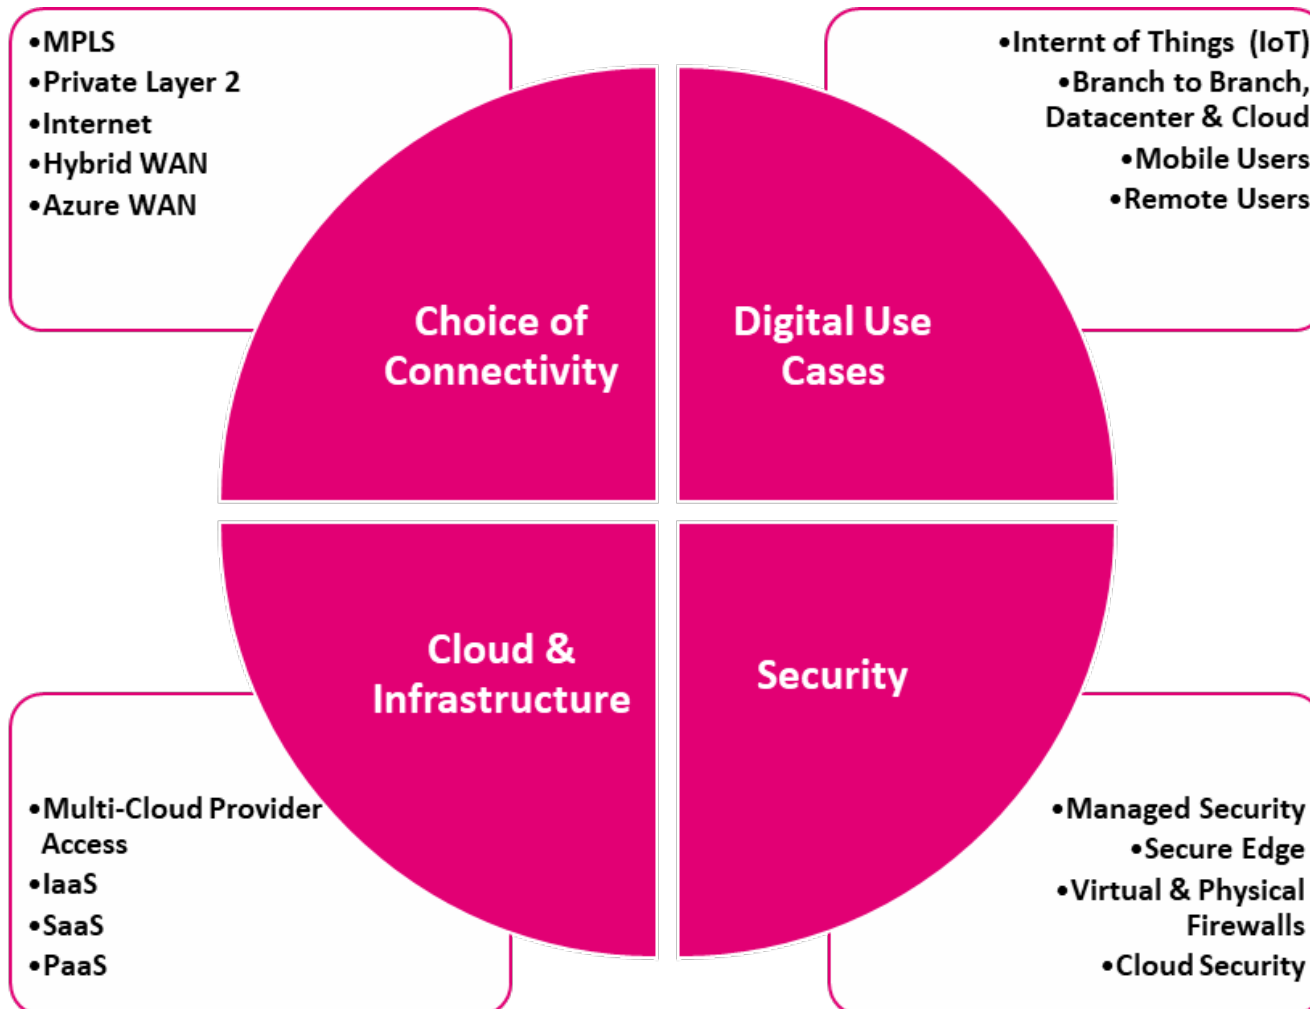 •MPLS
•Private Layer 2
•Internet
•Hybrid WAN
•Azure WAN
•Internt of Things (IoT)
•Branch to Branch,
Datacenter & Cloud
•Mobile Users
•Remote Users
Choice of
Connectivity
Digital Use
Cases
Cloud &
Infrastructure
Security
•Multi-Cloud Provider
Access
•IaaS
•SaaS
•PaaS
•Managed Security
•Secure Edge
•Virtual & Physical
Firewalls
•Cloud Security